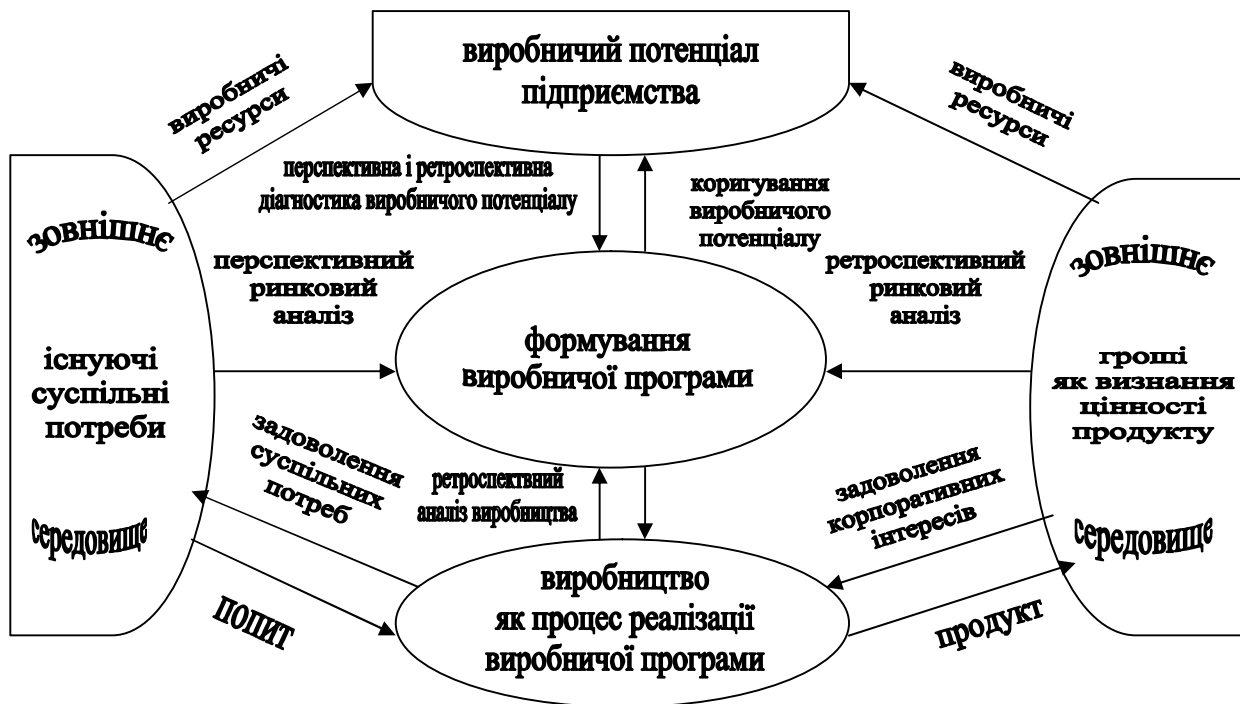 виробничий потенціал
підприємства
виробничі
ресурси
виробничі
ресурси
перспективна і ретроспективна
діагностика виробничого потенціалу
коригування
виробничого
потенціалу
зовнішнє
існуючі
суспільні
потреби
середовище
перспективний
ринковий
аналіз
формування
виробничої програми
ретроспективний
ринковий
аналіз
зовнішнє
гроші
як визнання
цінності
продукту
середовище
задоволення
суспільних
потреб
ретроспектвний
аналіз виробництва
задоволення
корпоративних
інтересів
попит
виробництво
як процес реалізації
виробничої програми
продукт